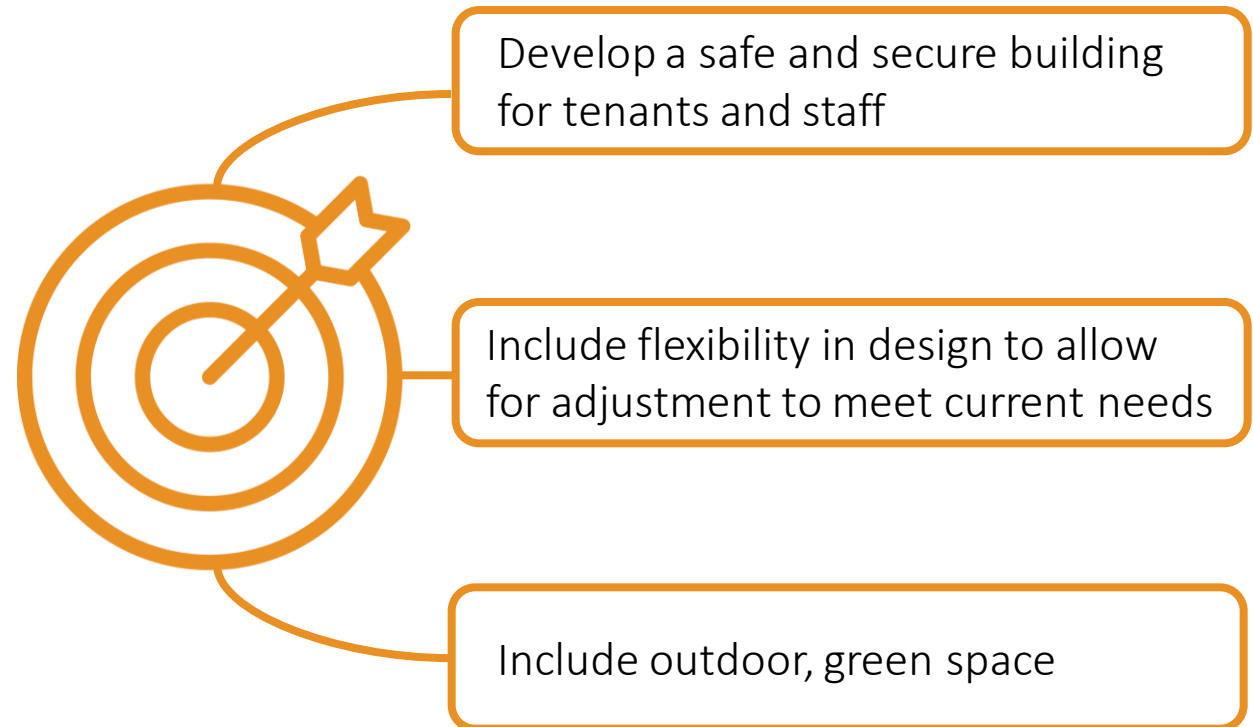 Develop a safe and secure building
for tenants and staff
Include flexibility in design to allow
for adjustment to meet current needs
Include outdoor, green space